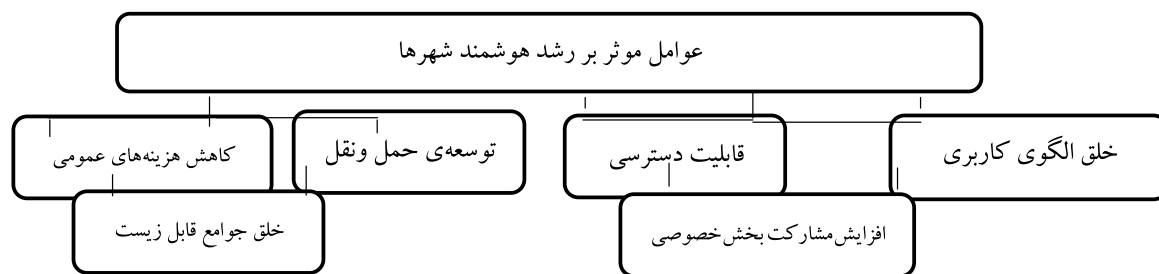 عوامل موثر بر رشد هوشمند شهرها
خلق الگوی کاربری
قابلیت دسترسی
توسعه‌ی حمل ونقل
کاهش هزینه‌های عمومی
افزایش مشارکت بخش خصوصی
خلق جوامع قابل زیست